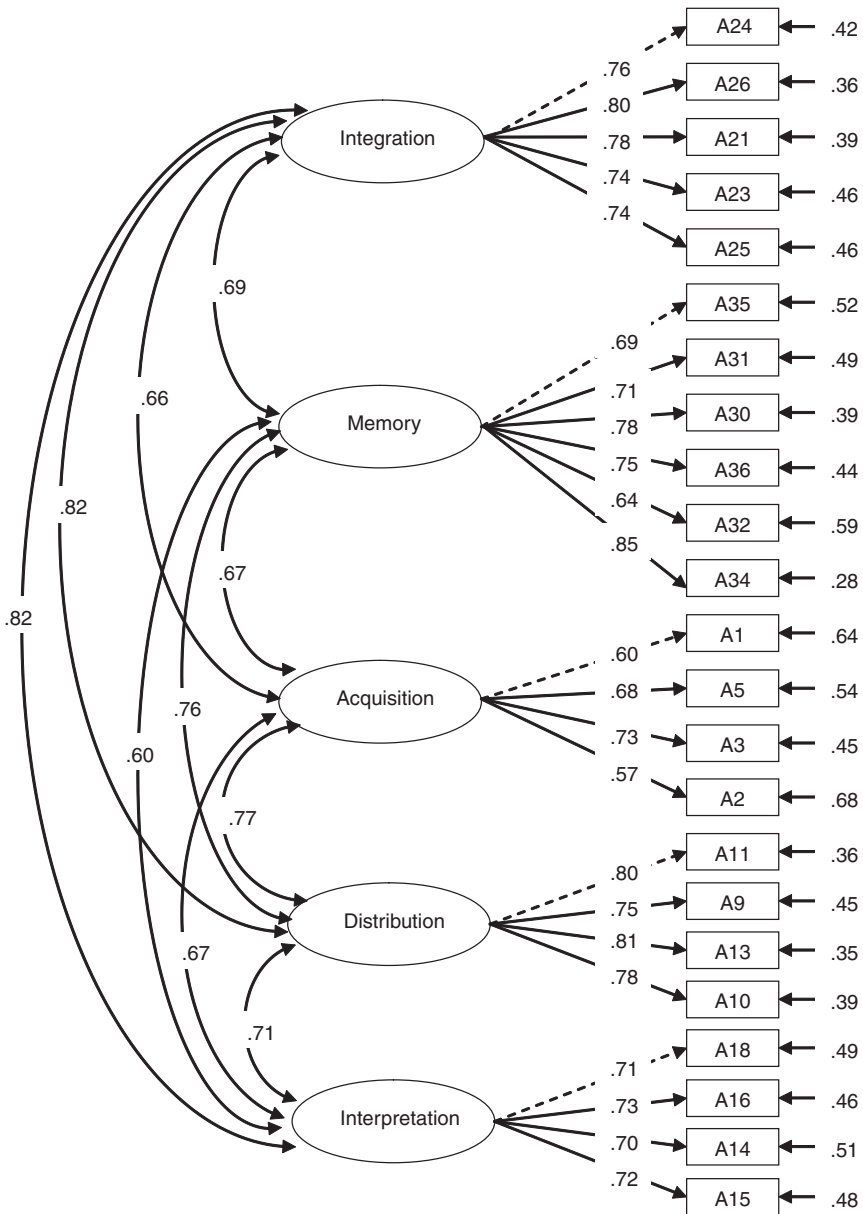 A24 .42
.76
A26 .36
.80
Integration
A21 .39
.78
.74
A23 .46
.74
A25 .46
.69
A35 .52
.69
A31 .49
.71
.66
A30 .39
Memory
.78
.75
A36 .44
.64
.82
A32 .59
.85
.67
A34 .28
.82
A1 .64
.60
A5 .54
.68
Acquisition
.76
.73
A3 .45
.60
.57
A2 .68
.77
A11 .36
.80
A9 .45
.75
Distribution
.81
A13 .35
.67
.78
A10 .39
.71
A18 .49
.71
A16 .46
.73
Interpretation
.70
A14 .51
.72
A15 .48